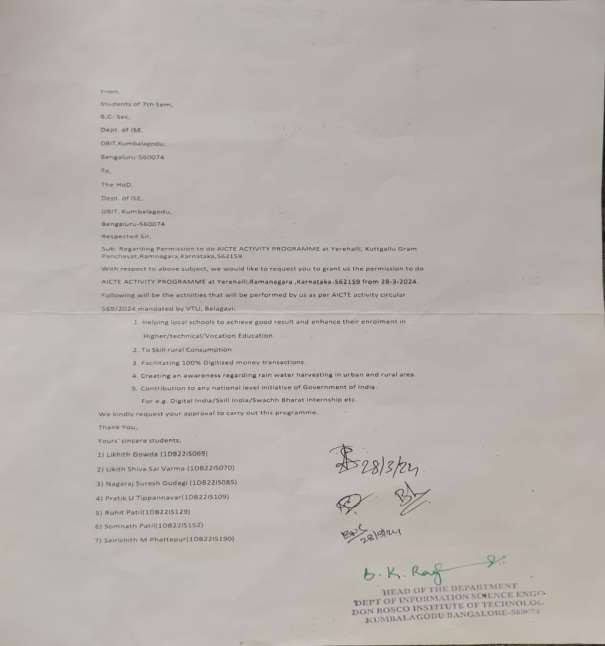 From,
Students of 7th Sem,
B,C- Sec,
Dept. of ISE,
DBIT,Kumbalagodu,
Bengaluru-560074
To,
The HoD,
Dept. of ISE,
DBIT, Kumbalagodu,
Bengaluru-560074
Respected Sir,
Sub: Regarding Permission to do AICTE ACTIVITY PROGRAMME at Yerehalli, Kuttgallu Gram
Panchayat,Ramnagara,Karnataka,562159
With respect to above subject, we would like to request you to grant us the permission to do
AICTE ACTIVITY PROGRAMME at Yerehalli,Ramanagara ,Karnataka-562159 from 28-3-2024.
Following will be the activities that will be performed by us as per AICTE activity circular
569/2024 mandated by VTU, Belagavi:
1. Helping local schools to achieve good result and enhance their enrolment in
Higher/technical/Vocation Education.
2. To Skill rural Consumption
3. Facilitating 100% Digitized money transactions.
4. Creating an awareness regarding rain water harvesting in urban and rural area.
5. Contribution to any national level initiative of Government of India.
For e.g. Digital India/Skill India/Swachh Bharat Internship etc.
We kindly request your approval to carry out this programme.
Thank You,
Yours' sincere students,
1) Likhith Gowda (1DB22IS069)
2) Likith Shiva Sai Varma (1DB22IS070)
3) Nagaraj Suresh Gudagi (1DB22IS085)
4) Pratik U Tippannavar(1DB22IS109)
5) Rohit Patil(1DB22IS129)
6) Somnath Patil(1DB22IS152)
7) Sairishith M Phattepur(1DB22IS190)
28/3/24
28/3/24
B. K. Rag
HEAD OF THE DEPARTMENT
DEPT OF INFORMATION SCIENCE ENGG.
DON BOSCO INSTITUTE OF TECHNOLOG
KUMBALAGODU BANGALORE-560074